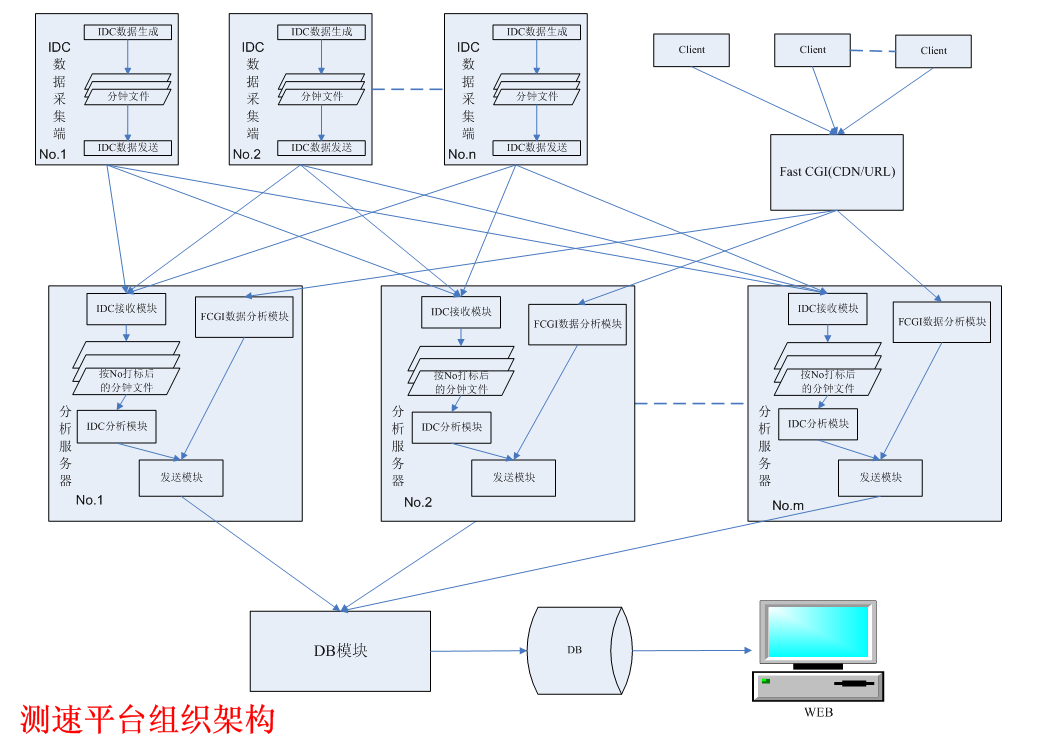 IDC数据生成
IDC
数
据
采
集
端
分钟文件
IDC数据发送
No.1
IDC数据生成
IDC
数
据
采
集
端
分钟文件
IDC数据发送
No.2
IDC数据生成
IDC
数
据
采
集
端
分钟文件
IDC数据发送
No.n
Client
Client
Client
Fast CGI(CDN/URL)
IDC接收模块
FCGI数据分析模块
按No打标后
的分钟文件
分
析
服
务
器
IDC分析模块
发送模块
No.1
IDC接收模块
FCGI数据分析模块
按No打标后
的分钟文件
分
析
服
务
器
IDC分析模块
发送模块
No.2
IDC接收模块
FCGI数据分析模块
按No打标后
的分钟文件
分
析
服
务
器
IDC分析模块
发送模块
No.m
DB模块
DB
WEB
测速平台组织架构